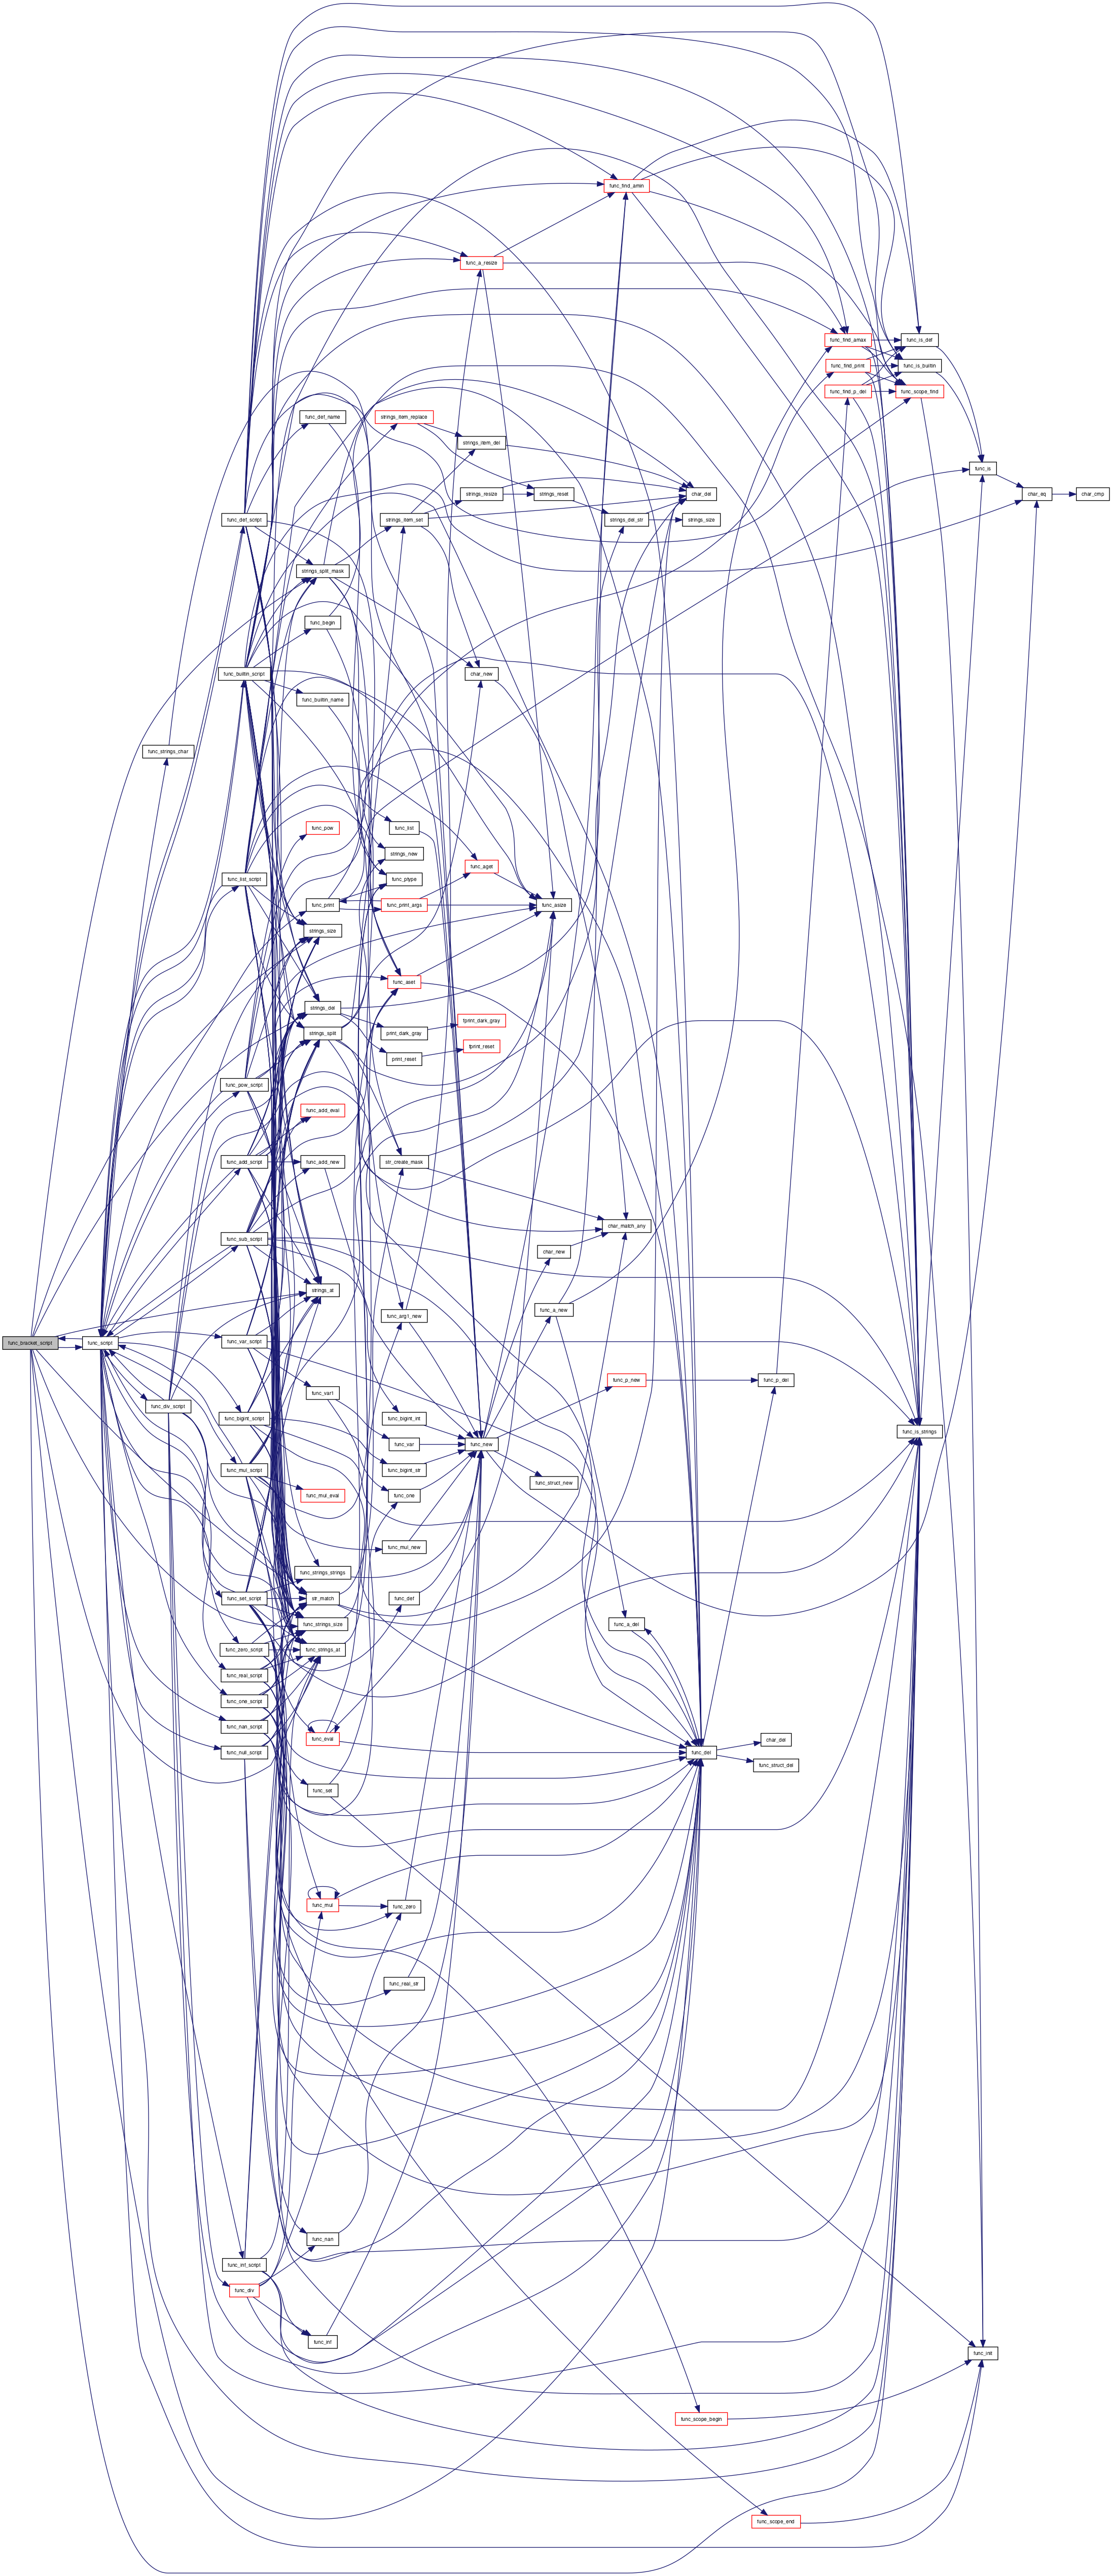 func_find_amin
func_a_resize
func_find_amax
func_is_def
func_find_print
func_is_builtin
func_find_p_del
func_scope_find
func_def_name
strings_item_replace
strings_item_del
func_is
strings_resize
strings_reset
char_del
char_eq
char_cmp
func_def_script
strings_item_set
strings_del_str
strings_size
strings_split_mask
func_begin
func_builtin_script
char_new
func_builtin_name
func_strings_char
func_pow
func_list
strings_new
func_aget
func_list_script
func_ptype
func_print
func_print_args
func_asize
strings_size
func_aset
strings_del
fprint_dark_gray
strings_split
print_dark_gray
fprint_reset
print_reset
func_pow_script
func_add_eval
func_add_script
func_add_new
str_create_mask
char_match_any
func_sub_script
char_new
strings_at
func_a_new
func_arg1_new
func_bracket_script
func_script
func_var_script
func_p_new
func_p_del
func_div_script
func_var1
func_bigint_script
func_bigint_int
func_is_strings
func_var
func_new
func_mul_script
func_bigint_str
func_struct_new
func_mul_eval
func_one
func_mul_new
func_strings_strings
func_set_script
str_match
func_def
func_strings_size
func_a_del
func_zero_script
func_strings_at
func_real_script
func_one_script
func_nan_script
func_eval
char_del
func_null_script
func_del
func_struct_del
func_set
func_mul
func_zero
func_real_str
func_nan
func_int_script
func_div
func_inf
func_init
func_scope_begin
func_scope_end